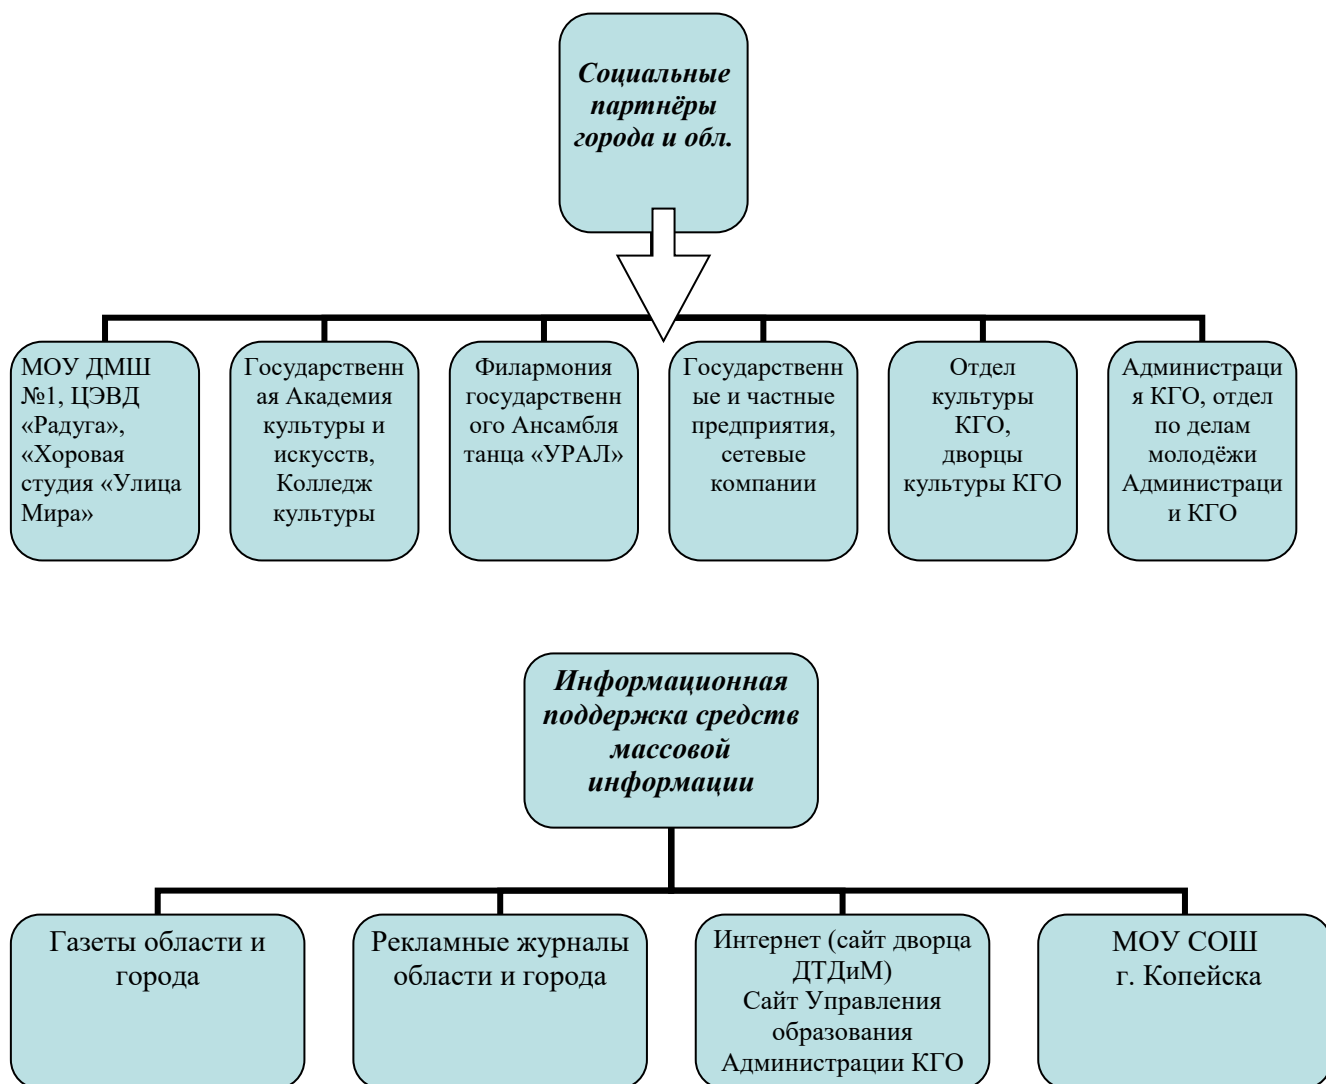 Социальные
партнёры
города и обл.
МОУ ДМШ
№1, ЦЭВД
«Радуга»,
«Хоровая
студия «Улица
Мира»
Государственн
ая Академия
культуры и
искусств,
Колледж
культуры
Филармония
государственн
ого Ансамбля
танца «УРАЛ»
Государственн
ые и частные
предприятия,
сетевые
компании
Отдел
культуры
КГО,
дворцы
культуры КГО
Администраци
я КГО, отдел
по делам
молодёжи
Администраци
и КГО
Информационная
поддержка средств
массовой
информации
Газеты области и
города
Рекламные журналы
области и города
Интернет (сайт дворца
ДТДиМ)
Сайт Управления
образования
Администрации КГО
МОУ СОШ
г. Копейска